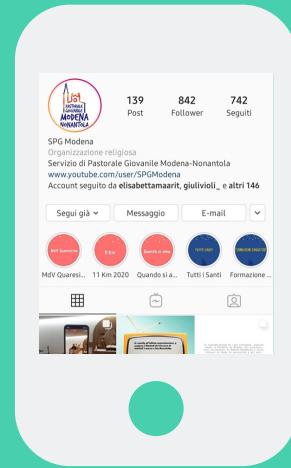 PASTORALE
GIOVANILE
MODENA
NONANTOLA
139 842 742
Post Follower Seguiti
SPG Modena
Organizzazione religiosa
Servizio di Pastorale Giovanile Modena-Nonantola
www.youtube.com/user/SPGModena
Account seguito da elisabettamaarit, giulivioli_ e altri 146
Segui già Messaggio E-mail
MdV Quaresi... 11 Km 2020 Quando si a... Tutti i Santi Formazione ...